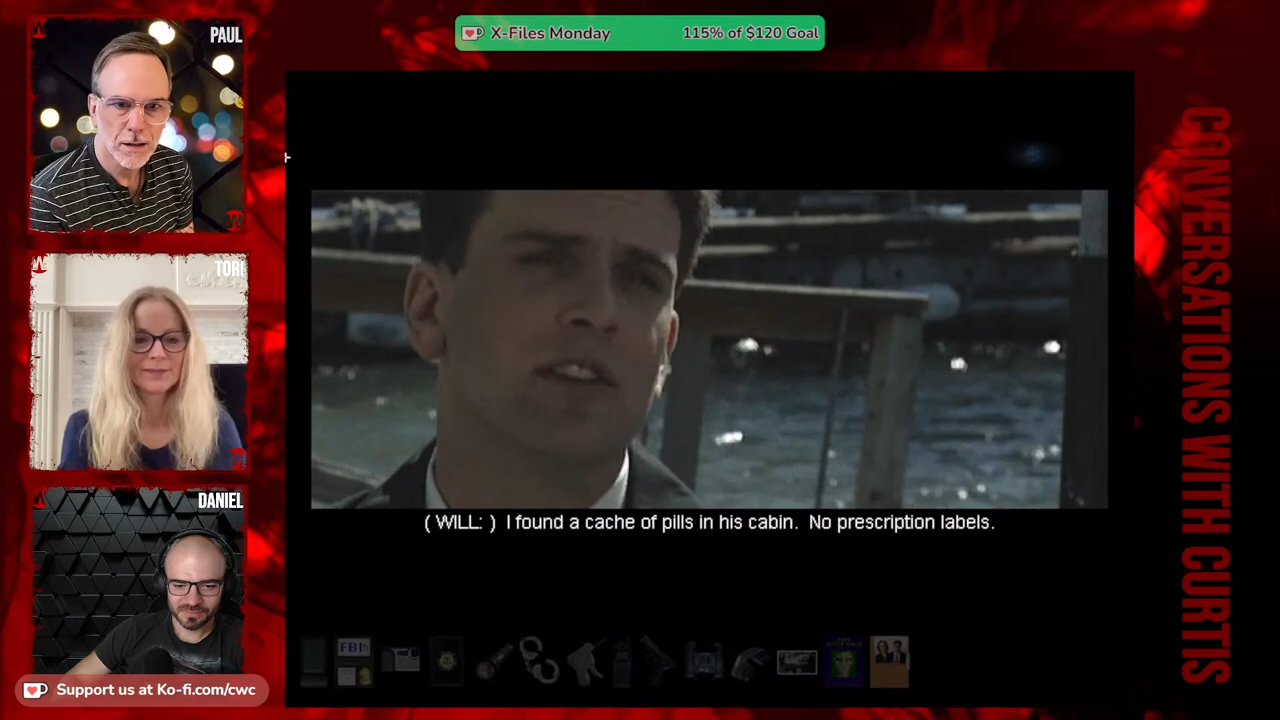 X-Files Monday 115% of $120 Goal
PAUL
TORI
DANIEL
( WILL: ) I found a cache of pills in his cabin. No prescription labels.
FBI
Support us at Ko-fi.com/cwc
CONVERSATIONS WITH CURTIS